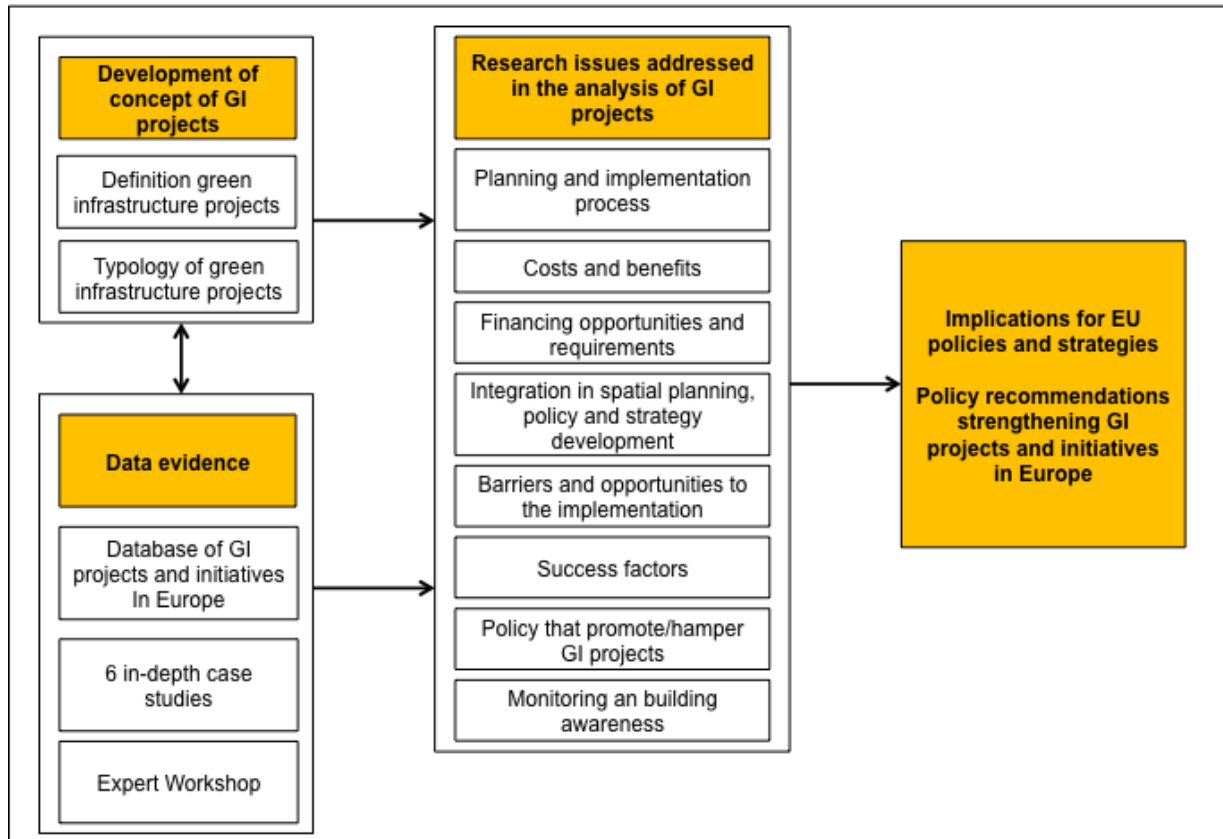 Development of
concept of GI
projects
Definition green
infrastructure projects
Typology of green
infrastructure projects
Data evidence
Database of GI
projects and initiatives
In Europe
6 in-depth case
studies
Expert Workshop
Research issues addressed
in the analysis of GI
projects
Planning and implementation
process
Costs and benefits
Financing opportunities and
requirements
Integration in spatial planning,
policy and strategy
development
Barriers and opportunities to
the implementation
Success factors
Policy that promote/hamper
GI projects
Monitoring an building
awareness
Implications for EU
policies and strategies
Policy recommendations
strengthening GI
projects and initiatives
in Europe